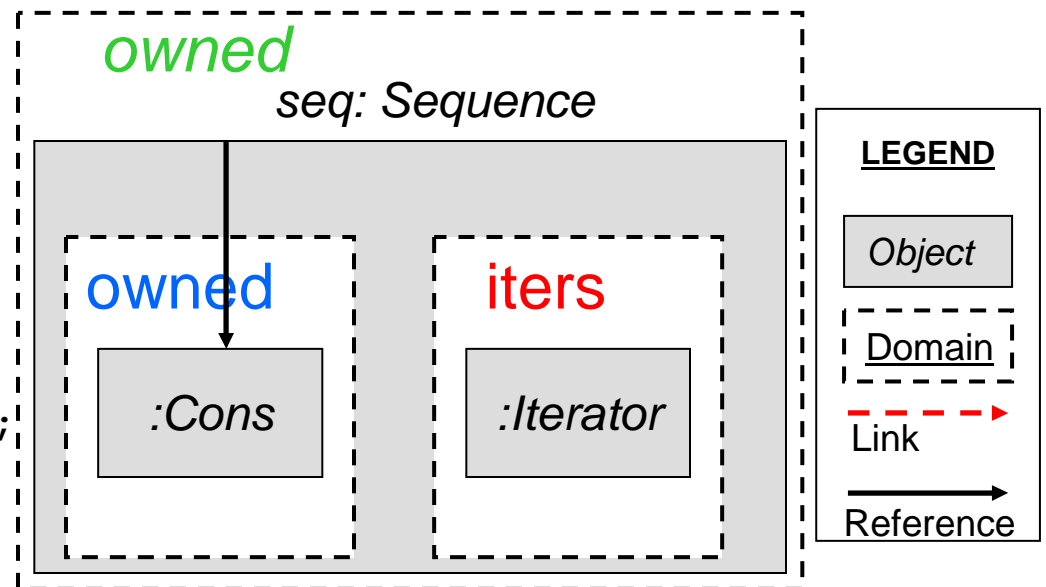 owned
seq: Sequence
owned
iters
:Cons
:Iterator
;
LEGEND
Object
Domain
Link
Reference